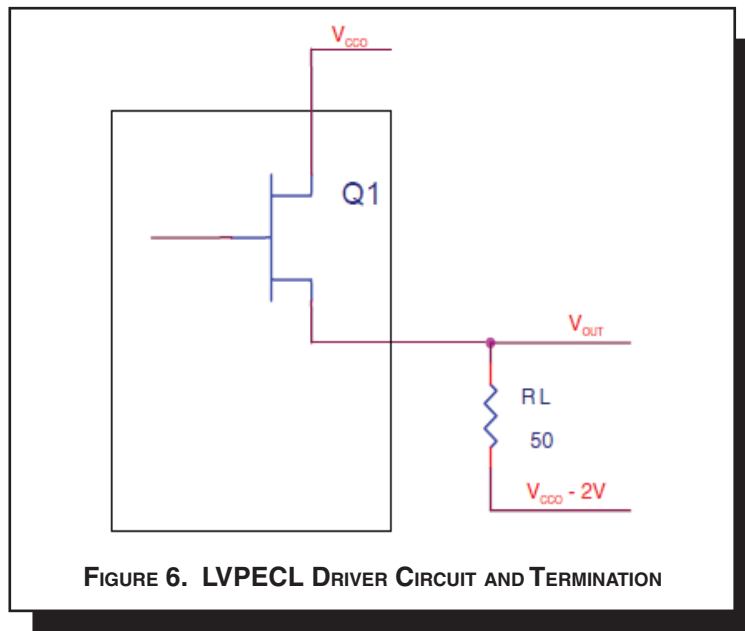 VCCO
Q1
VOUT
RL
50
VCCO - 2V
FIGURE 6. LVPECL DRIVER CIRCUIT AND TERMINATION